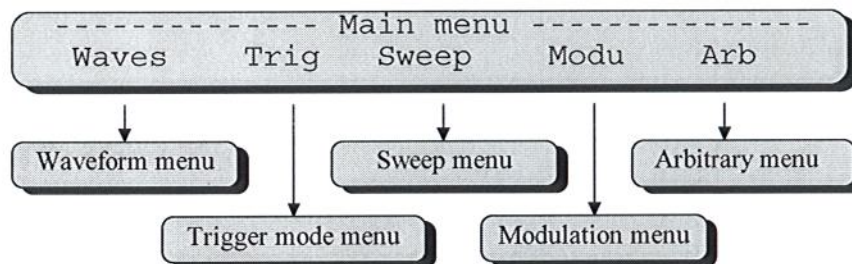 ---------------- Main menu -----------------
Waves Trig Sweep Modu Arb
Waveform menu Sweep menu Arbitrary menu
Trigger mode menu Modulation menu